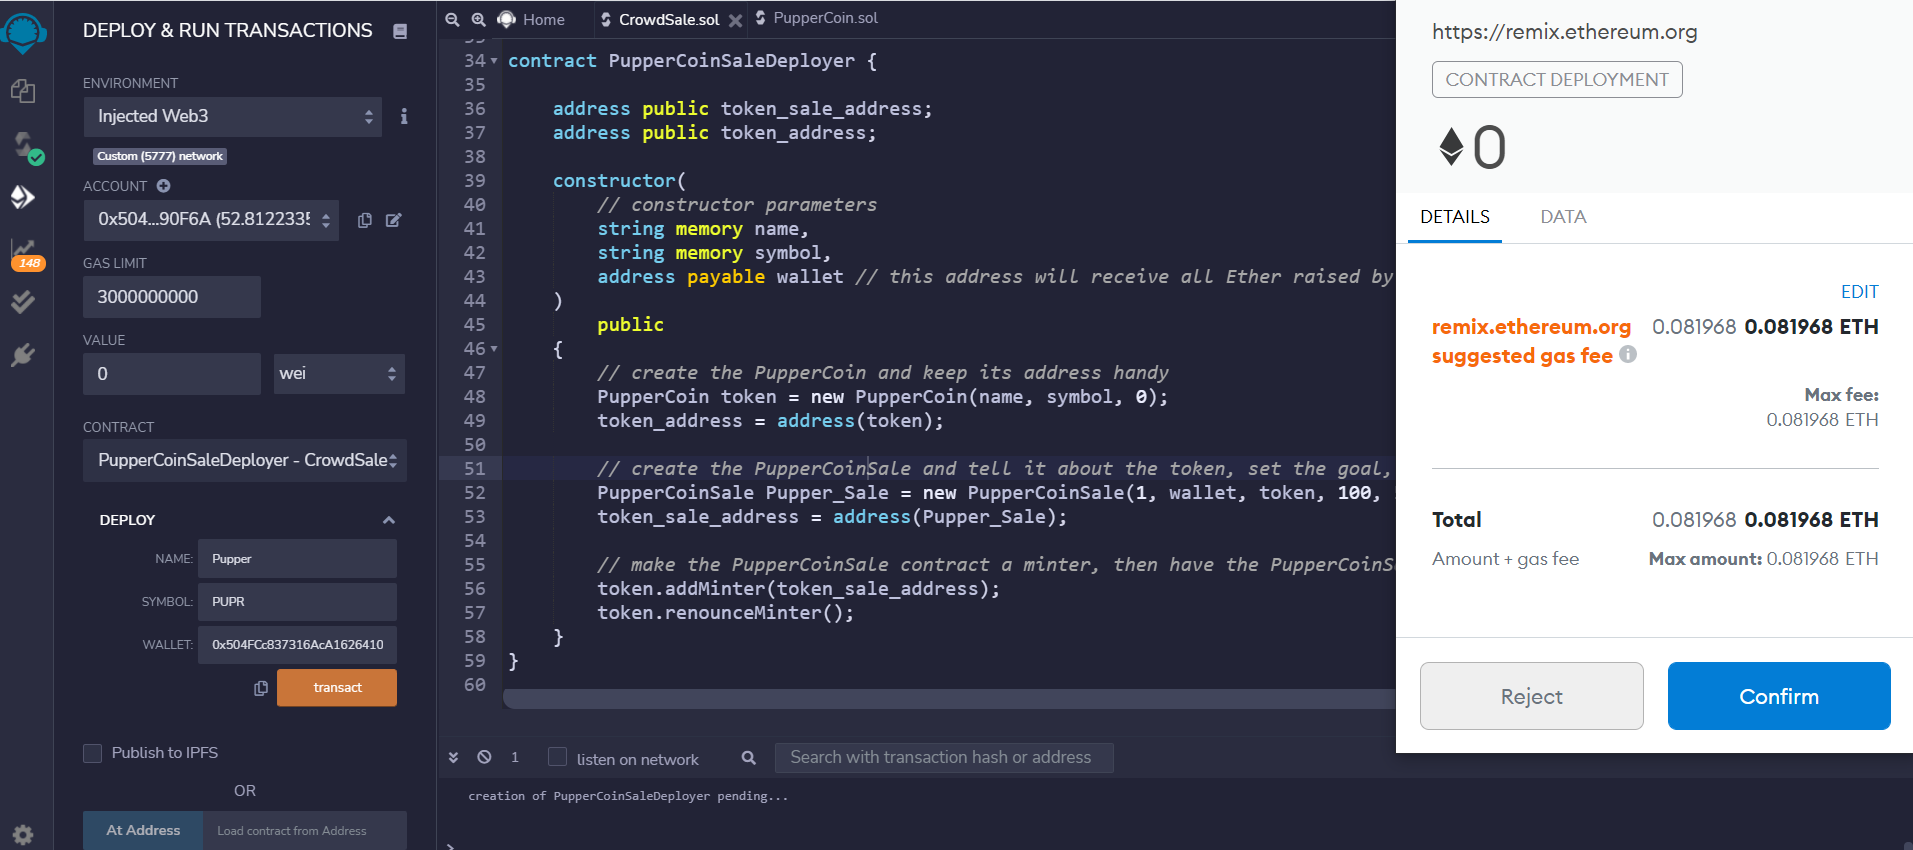 DEPLOY & RUN TRANSACTIONS
ENVIRONMENT
Injected Web3
Custom (5777) network
ACCOUNT
0x504...90F6A (52.8122335
148
GAS LIMIT
3000000000
VALUE
0
wei
CONTRACT
PupperCoinSaleDeployer - CrowdSale
DEPLOY
NAME:
Pupper
SYMBOL:
PUPR
WALLET:
0x504FCc837316AcA1626410
transact
Publish to IPFS
OR
At Address
Load contract from Address
Home
CrowdSale.sol
PupperCoin.sol
33
34 contract PupperCoinSaleDeployer {
35
36 address public token_sale_address;
37 address public token_address;
38
39 constructor(
40 // constructor parameters
41 string memory name,
42 string memory symbol,
43 address payable wallet // this address will receive all Ether raised by
44 )
45 public
46 {
47 // create the PupperCoin and keep its address handy
48 PupperCoin token = new PupperCoin(name, symbol, 0);
49 token_address = address(token);
50
51 // create the PupperCoinSale and tell it about the token, set the goal,
52 PupperCoinSale Pupper_Sale = new PupperCoinSale(1, wallet, token, 100,
53 token_sale_address = address(Pupper_Sale);
54
55 // make the PupperCoinSale contract a minter, then have the PupperCoinS
56 token.addMinter(token_sale_address);
57 token.renounceMinter();
58 }
59 }
60
1
listen on network
Search with transaction hash or address
creation of PupperCoinSaleDeployer pending...
>
https://remix.ethereum.org
CONTRACT DEPLOYMENT
0
DETAILS
DATA
EDIT
remix.ethereum.org 0.081968 0.081968 ETH
suggested gas fee
Max fee:
0.081968 ETH
Total 0.081968 0.081968 ETH
Amount + gas fee Max amount: 0.081968 ETH
Reject
Confirm